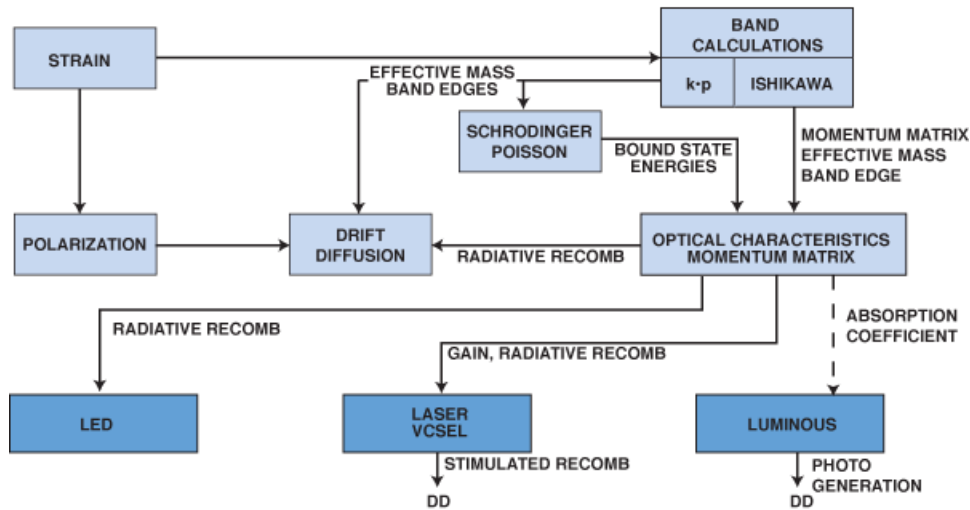 STRAIN
BAND
CALCULATIONS
k·p
ISHIKAWA
EFFECTIVE MASS
BAND EDGES
SCHRODINGER
POISSON
BOUND STATE
ENERGIES
MOMENTUM MATRIX
EFFECTIVE MASS
BAND EDGE
POLARIZATION
DRIFT
DIFFUSION
RADIATIVE RECOMB
OPTICAL CHARACTERISTICS
MOMENTUM MATRIX
RADIATIVE RECOMB
GAIN, RADIATIVE RECOMB
ABSORPTION
COEFFICIENT
LED
LASER
VCSEL
LUMINOUS
STIMULATED RECOMB
DD
PHOTO
GENERATION
DD